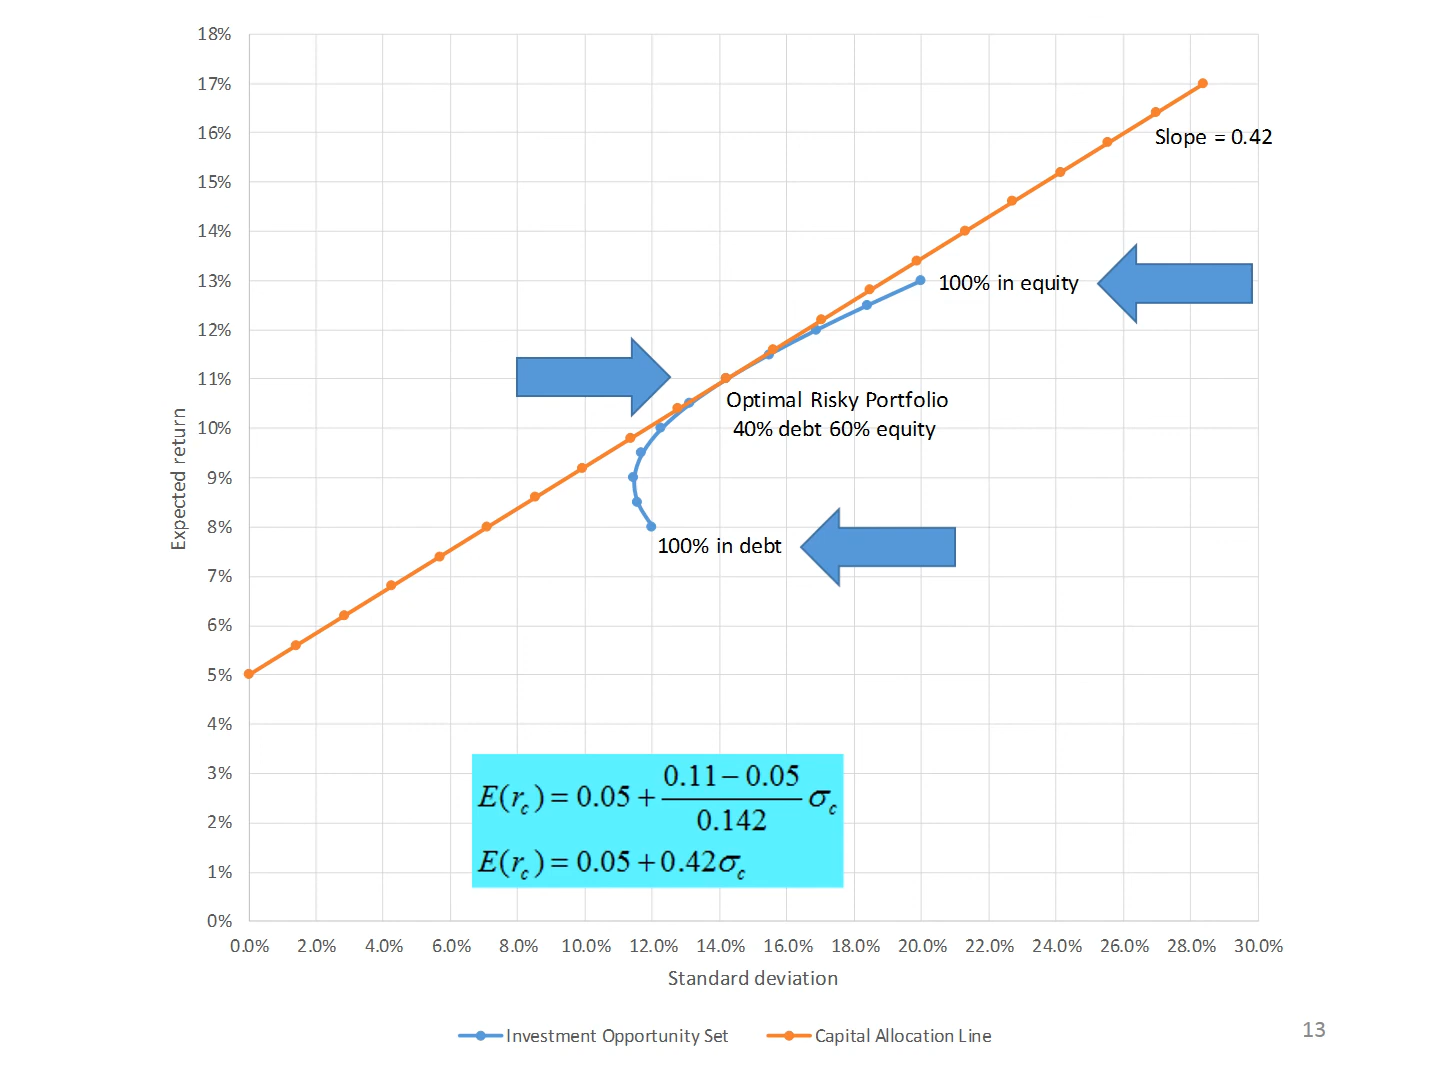 18%
17%
16%
15%
14%
13%
12%
11%
10%
9%
8%
7%
6%
5%
4%
3%
2%
1%
0%
Expected return
Slope = 0.42
100% in equity
Optimal Risky Portfolio
40% debt 60% equity
100% in debt
E(r_c) = 0.05 + \frac{0.11 − 0.05}{0.142} σ_c
E(r_c) = 0.05 + 0.42σ_c
0.0% 2.0% 4.0% 6.0% 8.0% 10.0% 12.0% 14.0% 16.0% 18.0% 20.0% 22.0% 24.0% 26.0% 28.0% 30.0%
Standard deviation
Investment Opportunity Set Capital Allocation Line
13